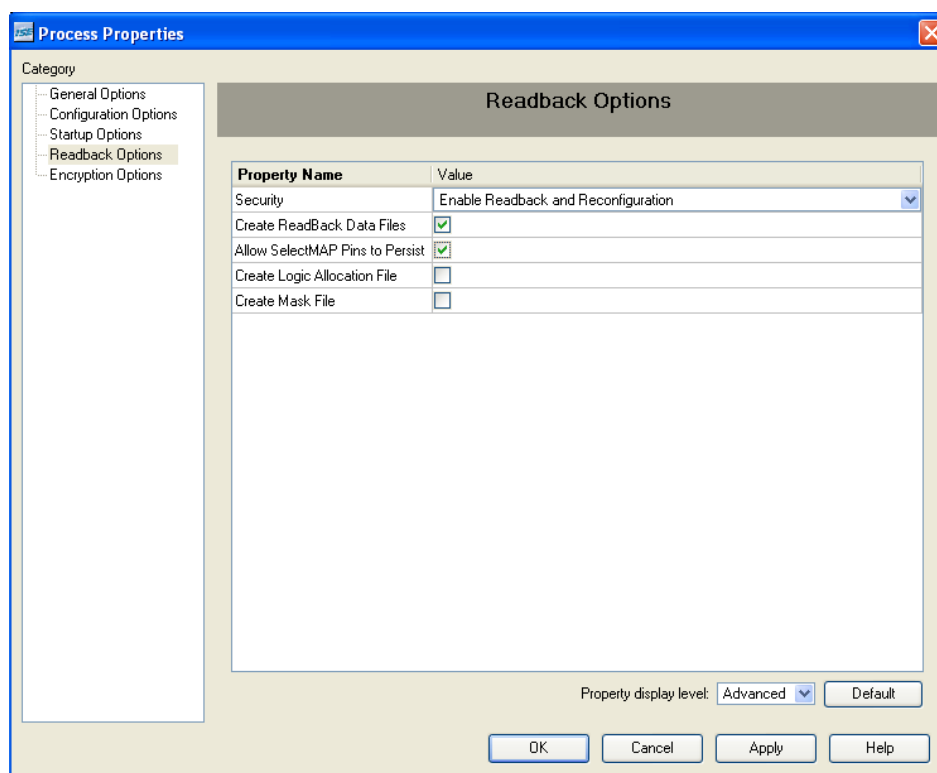 ISE Process Properties
Category
General Options
Configuration Options
Startup Options
Readback Options
Encryption Options
Readback Options
Property Name Value
Security Enable Readback and Reconfiguration
Create ReadBack Data Files
Allow SelectMAP Pins to Persist
Create Logic Allocation File
Create Mask File
Property display level: Advanced Default
OK Cancel Apply Help